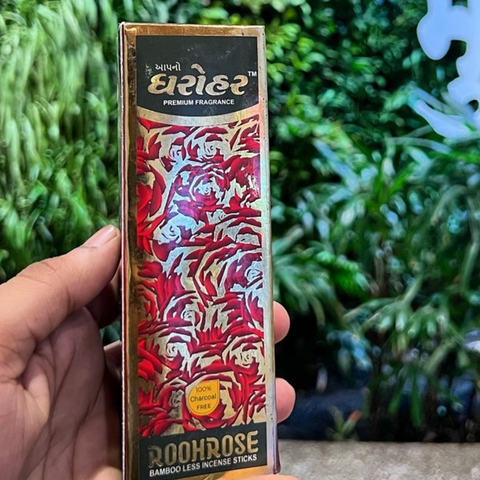 આપનો
ધરોહર™
PREMIUM FRAGRANCE
100%
Charcoal
FREE
ROOHROSE
BAMBOO LESS INCENSE STICKS